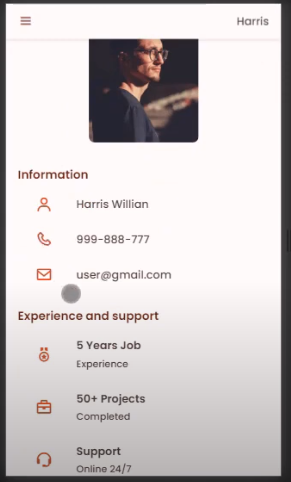 Harris
Information
Harris Willian
999-888-777
user@gmail.com
Experience and support
5 Years Job
Experience
50+ Projects
Completed
Support
Online 24/7